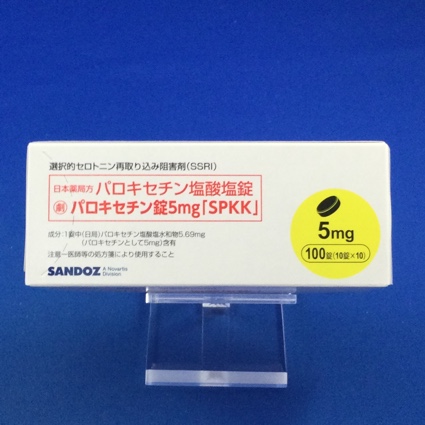 選択的セロトニン再取り込み阻害剤(SSRI)
日本薬局方 パロキセチン塩酸塩錠
劇 パロキセチン錠5mg「SPKK」
成分:1錠中(日局)パロキセチン塩酸塩水和物5.69mg
(パロキセチンとして5mg)含有
注意－医師等の処方箋により使用すること
SANDOZ A Novartis
Division
5mg
100錠(10錠×10)